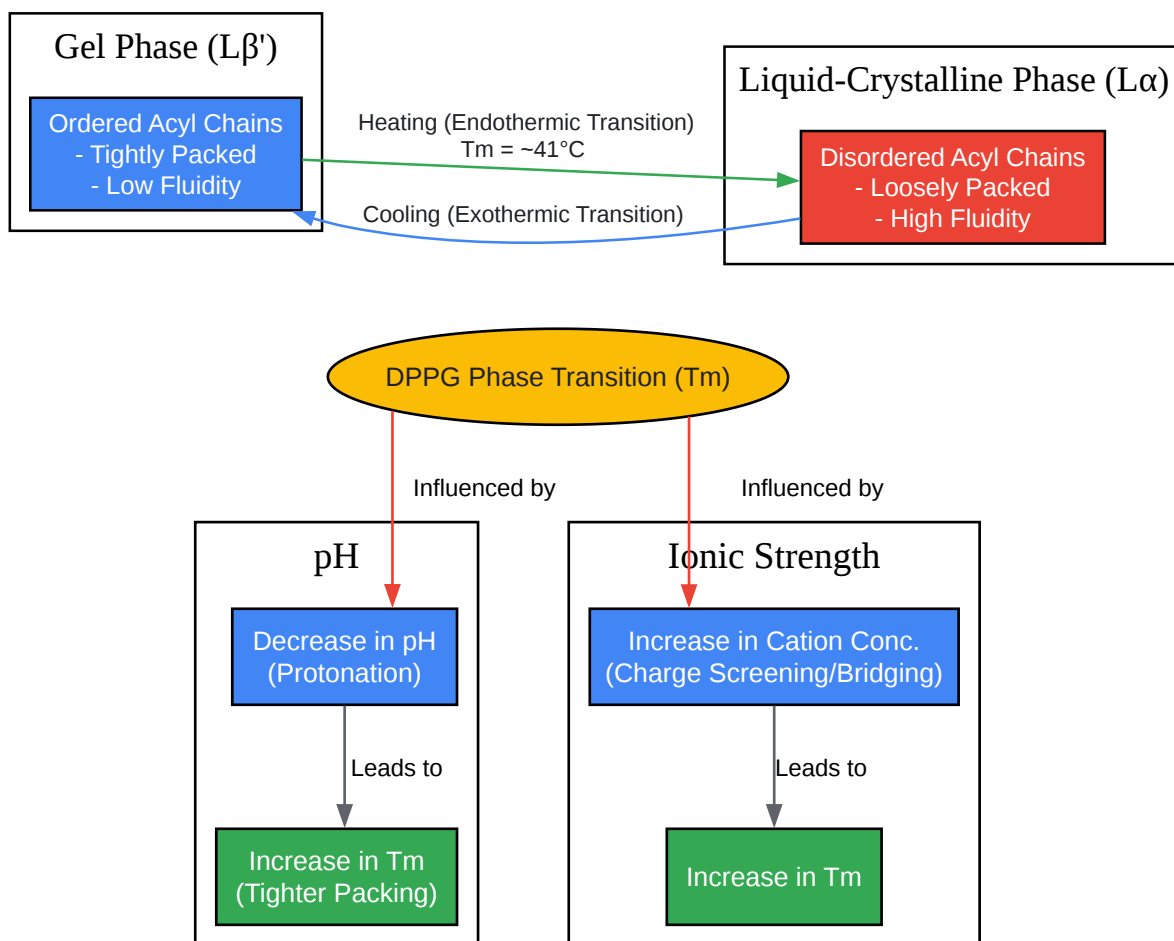 Gel Phase (Lβ')
Ordered Acyl Chains
- Tightly Packed
- Low Fluidity
Heating (Endothermic Transition)
Tm = ~41°C
Cooling (Exothermic Transition)
Liquid-Crystalline Phase (Lα)
Disordered Acyl Chains
- Loosely Packed
- High Fluidity
DPPG Phase Transition (Tm)
Influenced by
Influenced by
pH
Decrease in pH
(Protonation)
Leads to
Increase in Tm
(Tighter Packing)
Ionic Strength
Increase in Cation Conc.
(Charge Screening/Bridging)
Leads to
Increase in Tm